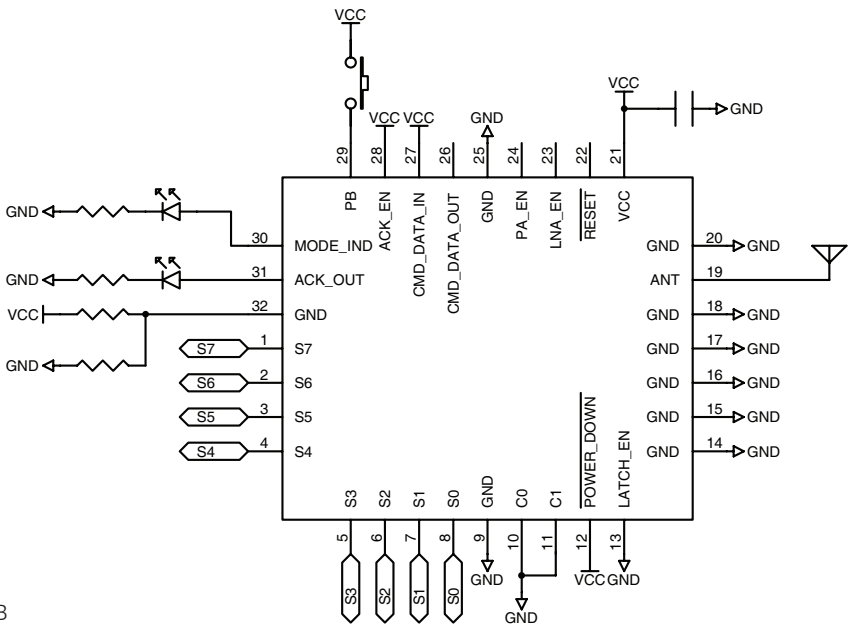 VCC
VCC VCC GND VCC GND
29 28 27 26 25 24 23 22 21
PB ACK_EN CMD_DATA_IN CMD_DATA_OUT GND PA_EN LNA_EN RESET VCC
GND 30 MODE_IND GND 20 GND
GND 31 ACK_OUT ANT 19
VCC 32 GND GND 18 GND
S7 1 S7 GND 17 GND
GND
S6 2 S6 GND 16 GND
S5 3 S5 GND 15 GND
S4 4 S4 GND 14 GND
S3 S2 S1 S0 GND C0 C1 POWER_DOWN LATCH_EN
5 6 7 8 9 10 11 12 13
S3 S2 S1 S0 GND GND VCC GND
B